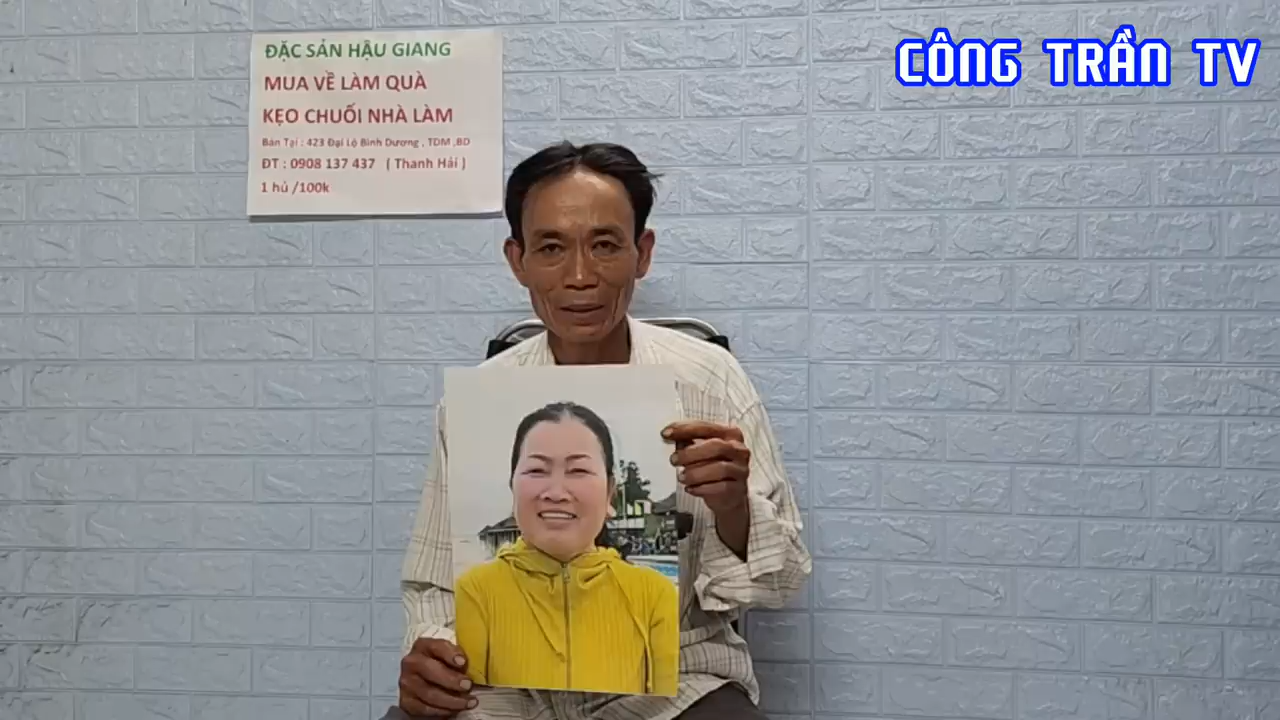 CÔNG TRẦN TV
ĐẶC SẢN HẬU GIANG
MUA VỀ LÀM QUÀ
KẸO CHUỐI NHÀ LÀM
Bán Tại : 423 Đại Lộ Bình Dương , TDM ,BD
ĐT : 0908 137 437 ( Thanh Hải )
1 hủ /100k